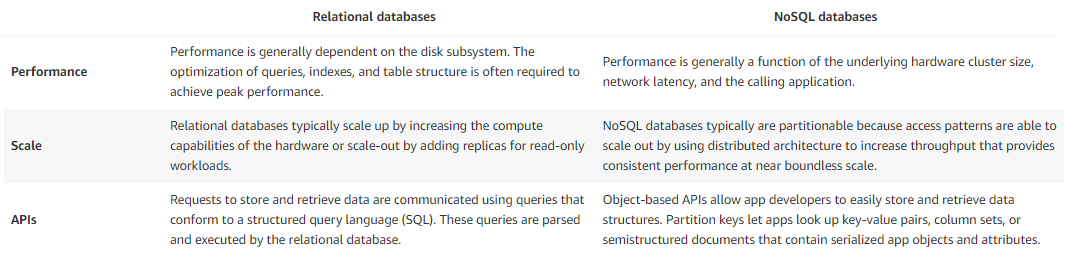 Relational databases
NoSQL databases
Performance
Performance is generally dependent on the disk subsystem. The
optimization of queries, indexes, and table structure is often required to
achieve peak performance.
Performance is generally a function of the underlying hardware cluster size,
network latency, and the calling application.
Scale
Relational databases typically scale up by increasing the compute
capabilities of the hardware or scale-out by adding replicas for read-only
workloads.
NoSQL databases typically are partitionable because access patterns are able to
scale out by using distributed architecture to increase throughput that provides
consistent performance at near boundless scale.
APIs
Requests to store and retrieve data are communicated using queries that
conform to a structured query language (SQL). These queries are parsed
and executed by the relational database.
Object-based APIs allow app developers to easily store and retrieve data
structures. Partition keys let apps look up key-value pairs, column sets, or
semistructured documents that contain serialized app objects and attributes.